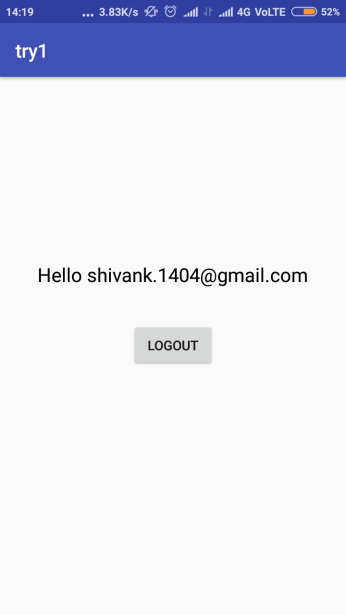 14:19 ... 3.83K/s 4G VoLTE 52%
try1
Hello shivank.1404@gmail.com
LOGOUT